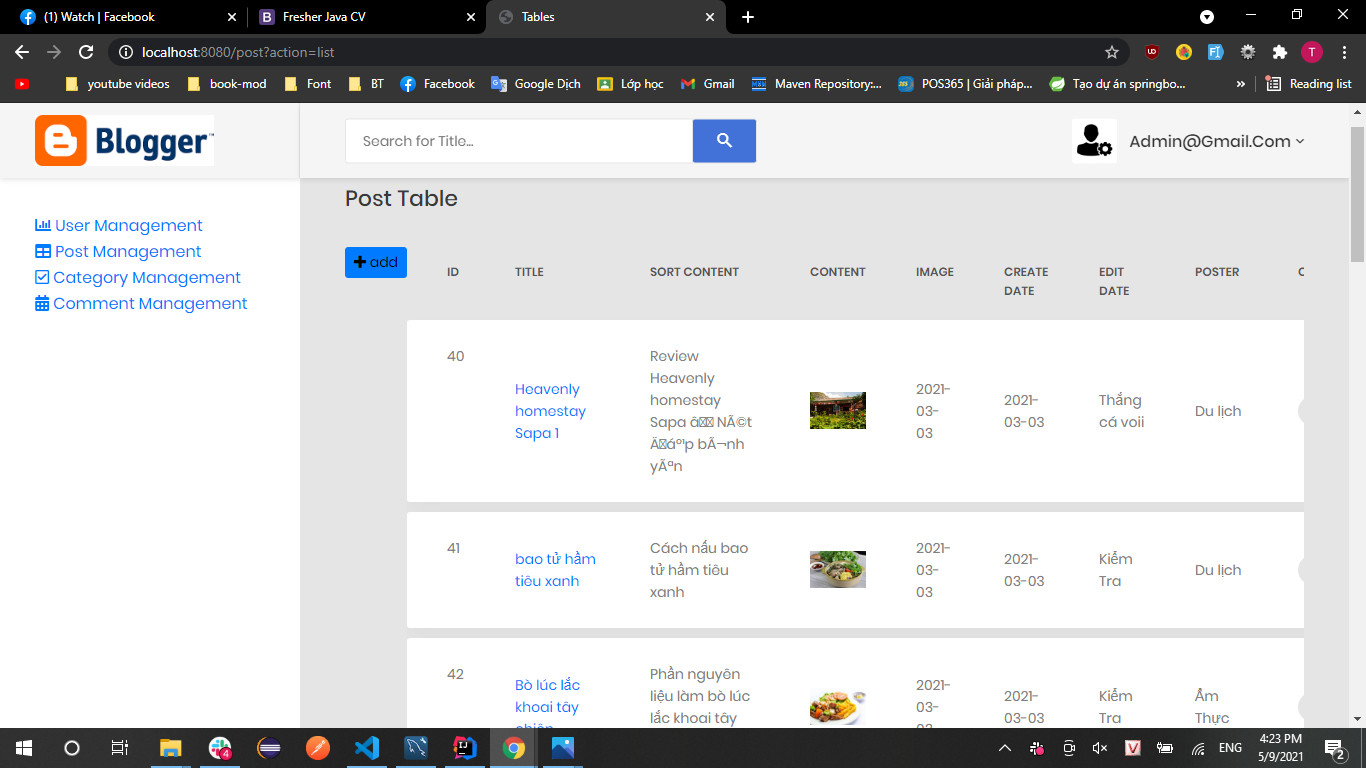 (1) Watch | Facebook
Fresher Java CV
Tables
localhost:8080/post?action=list
youtube videos
book-mod
Font
BT
Facebook
Google Dịch
Lớp học
Gmail
Maven Repository:...
POS365 | Giải pháp...
Tạo dự án springbo...
»
Reading list
Blogger™
Search for Title...
Admin@Gmail.Com
User Management
Post Management
Category Management
Comment Management
Post Table
add
ID TITLE SORT CONTENT CONTENT IMAGE CREATE EDIT POSTER
DATE DATE
40
Heavenly
homestay
Sapa 1
Review
Heavenly
homestay
Sapa â NÃ©t
Äáº¹p bÃ¬nh
yÃªn
2021-
03-
03
2021-
03-03
Thắng
cá voii
Du lịch
41
bao tử hầm
tiêu xanh
Cách nấu bao
tử hầm tiêu
xanh
2021-
03-
03
2021-
03-03
Kiểm
Tra
Du lịch
42
Bò lúc lắc
khoai tây
chiên
Phần nguyên
liệu làm bò lúc
lắc khoai tây
2021-
03-
03
2021-
03-03
Kiểm
Tra
Ẩm
Thực
4
ENG
4:23 PM
5/9/2021
2